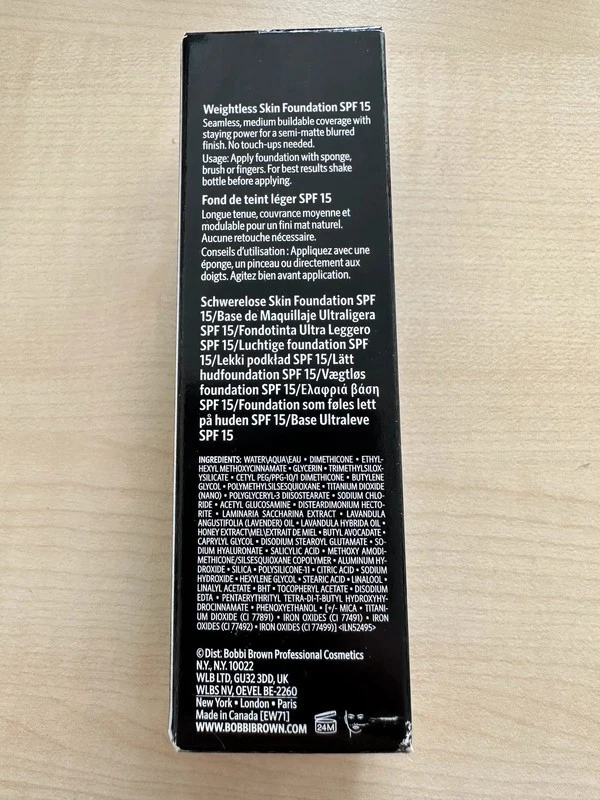 Weightless Skin Foundation SPF 15
Seamless, medium buildable coverage with
staying power for a semi-matte blurred
finish. No touch-ups needed.
Usage: Apply foundation with sponge,
brush or fingers. For best results shake
bottle before applying.
Fond de teint léger SPF 15
Longue tenue, couvrance moyenne et
modulable pour un fini mat naturel.
Aucune retouche nécessaire.
Conseils d'utilisation : Appliquez avec une
éponge, un pinceau ou directement aux
doigts. Agitez bien avant application.
Schwerelose Skin Foundation SPF
15/Base de Maquillaje Ultraligera
SPF 15/Fondotinta Ultra Leggero
SPF 15/Luchtige foundation SPF
15/Lekki podkład SPF 15/Lätt
hudfoundation SPF 15/Vægtløs
foundation SPF 15/Ελαφριά βάση
SPF 15/Foundation som føles lett
på huden SPF 15/Base Ultraleve
SPF 15
INGREDIENTS: WATER\AQUA\EAU • DIMETHICONE • ETHYL-
HEXYL METHOXYCINNAMATE • GLYCERIN • TRIMETHYLSILOX-
YSILICATE • CETYL PEG/PPG-10/1 DIMETHICONE • BUTYLENE
GLYCOL • POLYMETHYLSILSESQUIOXANE • TITANIUM DIOXIDE
(NANO) • POLYGLYCERYL-3 DIISOSTEARATE • SODIUM CHLO-
RIDE • ACETYL GLUCOSAMINE • DISTEARDIMONIUM HECTO-
RITE • LAMINARIA SACCHARINA EXTRACT • LAVANDULA
ANGUSTIFOLIA (LAVENDER) OIL • LAVANDULA HYBRIDA OIL •
HONEY EXTRACT\MEL\EXTRAIT DE MIEL • BUTYL AVOCADATE •
CAPRYLYL GLYCOL • DISODIUM STEAROYL GLUTAMATE • SO-
DIUM HYALURONATE • SALICYLIC ACID • METHOXY AMODI-
METHICONE/SILSESQUIOXANE COPOLYMER • ALUMINUM HY-
DROXIDE • SILICA • POLYSILICONE-11 • CITRIC ACID • SODIUM
HYDROXIDE • HEXYLENE GLYCOL • STEARIC ACID • LINALOOL •
LINALYL ACETATE • BHT • TOCOPHERYL ACETATE • DISODIUM
EDTA • PENTAERYTHRITYL TETRA-DI-T-BUTYL HYDROXYHY-
DROCINNAMATE • PHENOXYETHANOL • [+/- MICA • TITANI-
UM DIOXIDE (CI 77891) • IRON OXIDES (CI 77491) • IRON
OXIDES (CI 77492) • IRON OXIDES (CI 77499)] <ILN52495>
© Dist: Bobbi Brown Professional Cosmetics
N.Y., N.Y. 10022
WLB LTD, GU32 3DD, UK
WLBS NV, OEVEL BE-2260
New York • London • Paris
Made in Canada [EW71]
WWW.BOBBIBROWN.COM 24M